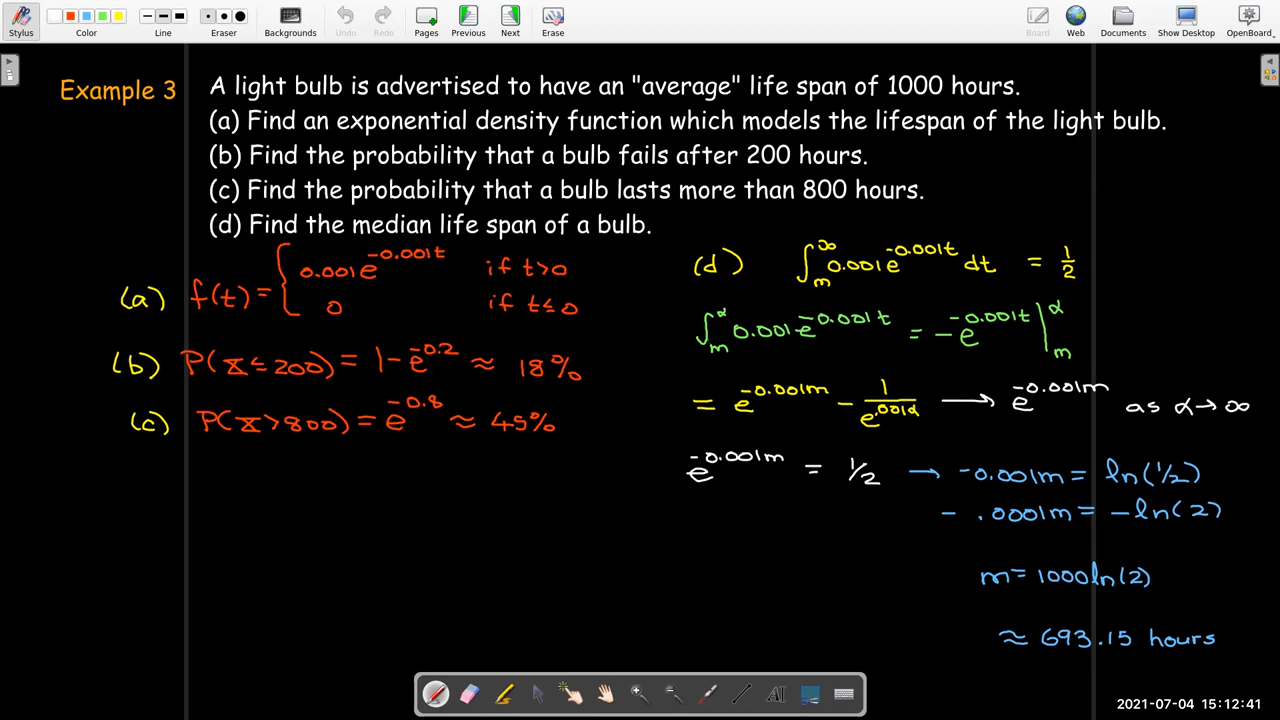 Stylus Color Line Eraser Backgrounds Undo Redo Pages Previous Next Erase Board Web Documents Show Desktop OpenBoard
Example 3
A light bulb is advertised to have an "average" life span of 1000 hours.
(a) Find an exponential density function which models the lifespan of the light bulb.
(b) Find the probability that a bulb fails after 200 hours.
(c) Find the probability that a bulb lasts more than 800 hours.
(d) Find the median life span of a bulb.
(a) f(t) = { 0.001e^{-0.001t} if t>0
0 if t≤0
(b) P(X≤200) = 1-e^{-0.2} ≈ 18%
(c) P(X>800) = e^{-0.8} ≈ 45%
(d) ∫_m^∞ 0.001e^{-0.001t} dt = 1/2
∫_m^α 0.001e^{-0.001t} = -e^{-0.001t} |_m^α
= e^{-0.001m} - 1/e^{.001α} → e^{-0.001m} as α→∞
e^{-0.001m} = 1/2 → -0.001m = ln(1/2)
- .0001m = -ln(2)
m = 1000ln(2)
≈ 693.15 hours
AI
2021-07-04 15:12:41